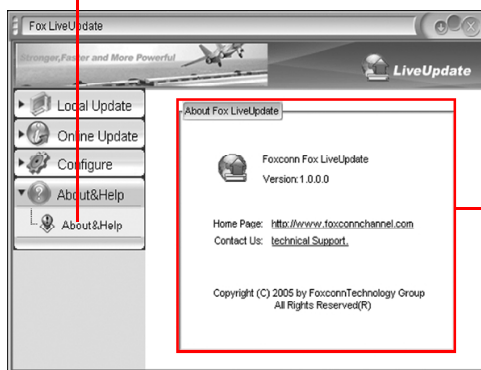 Fox LiveUpdate
Stronger,Faster and More Powerful
LiveUpdate
Local Update
Online Update
Configure
About&Help
About&Help
About Fox LiveUpdate
Foxconn Fox LiveUpdate
Version:1.0.0.0
Home Page: http://www.foxconnchannel.com
Contact Us: technical Support.
Copyright (C) 2005 by FoxconnTechnology Group
All Rights Reserved(R)